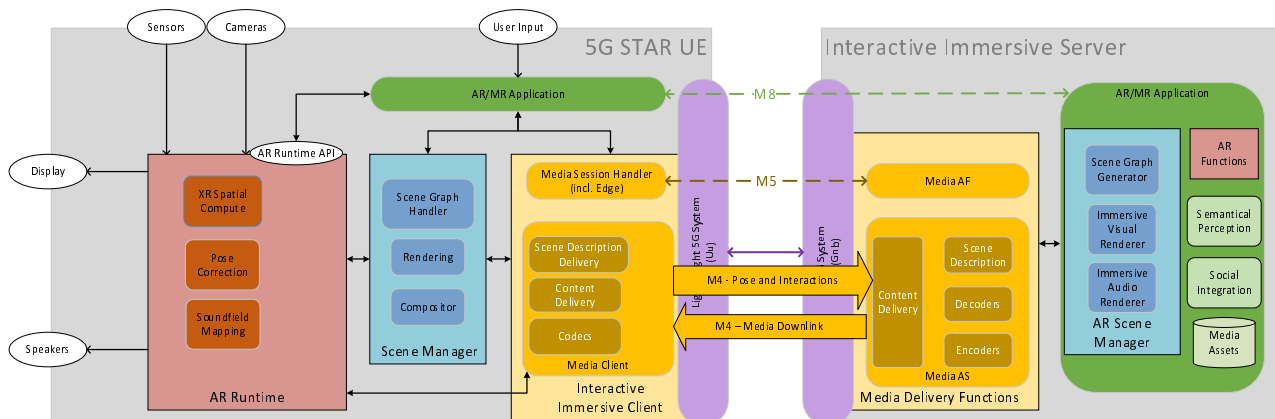 Sensors
Cameras
User Input
5G STAR UE
Interactive Immersive Server
AR/MR Application
M8
AR/MR Application
AR Runtime API
Display
XR Spatial
Compute
Pose
Correction
Soundfield
Mapping
Speakers
AR Runtime
Scene Graph
Handler
Rendering
Compositor
Scene Manager
Media Session Handler
(incl. Edge)
M5
Media AF
Scene Description
Delivery
Content
Delivery
Codecs
Media Client
Interactive
Immersive Client
5G System
(Uu)
System
(Gnb)
M4 - Pose and Interactions
M4 – Media Downlink
Content
Delivery
Scene
Description
Decoders
Encoders
Media AS
Media Delivery Functions
Scene Graph
Generator
Immersive
Visual
Renderer
Immersive
Audio
Renderer
AR Scene
Manager
AR
Functions
Semantical
Perception
Social
Integration
Media
Assets